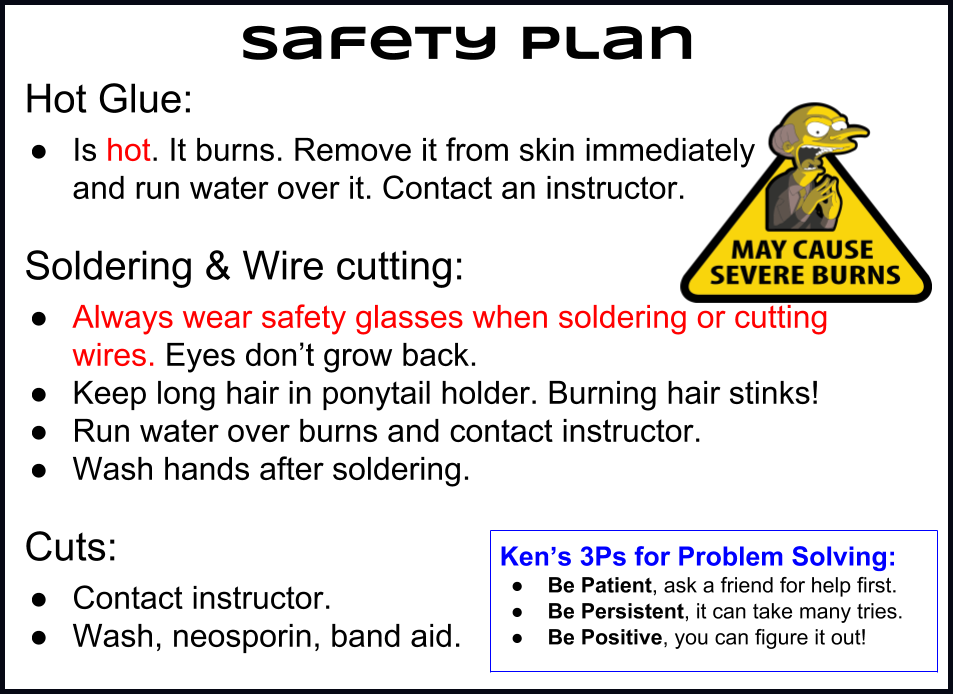 Safety Plan
Hot Glue:
● Is hot. It burns. Remove it from skin immediately
and run water over it. Contact an instructor.
MAY CAUSE
SEVERE BURNS
Soldering & Wire cutting:
● Always wear safety glasses when soldering or cutting
wires. Eyes don’t grow back.
● Keep long hair in ponytail holder. Burning hair stinks!
● Run water over burns and contact instructor.
● Wash hands after soldering.
Cuts:
● Contact instructor.
● Wash, neosporin, band aid.
Ken’s 3Ps for Problem Solving:
● Be Patient, ask a friend for help first.
● Be Persistent, it can take many tries.
● Be Positive, you can figure it out!